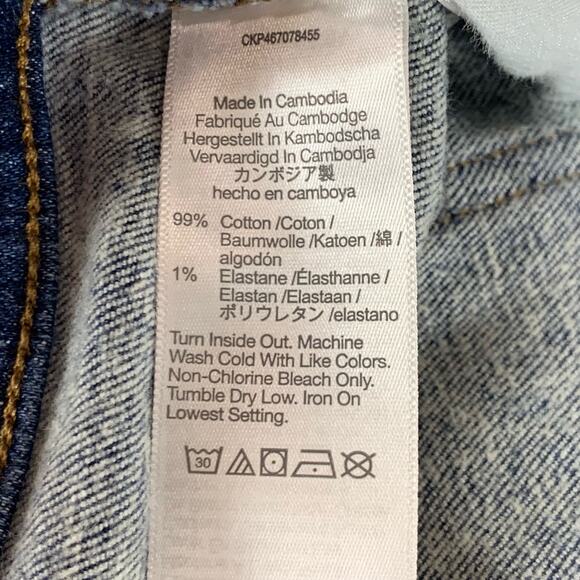 CKP467078455
Made In Cambodia
Fabriqué Au Cambodge
Hergestellt In Kambodscha
Vervaardigd In Cambodja
カンボジア製
hecho en camboya
99% Cotton /Coton /
Baumwolle /Katoen /綿 /
algodón
1% Elastane /Élasthanne /
Elastan /Elastaan /
ポリウレタン /elastano
Turn Inside Out. Machine
Wash Cold With Like Colors.
Non-Chlorine Bleach Only.
Tumble Dry Low. Iron On
Lowest Setting.
30